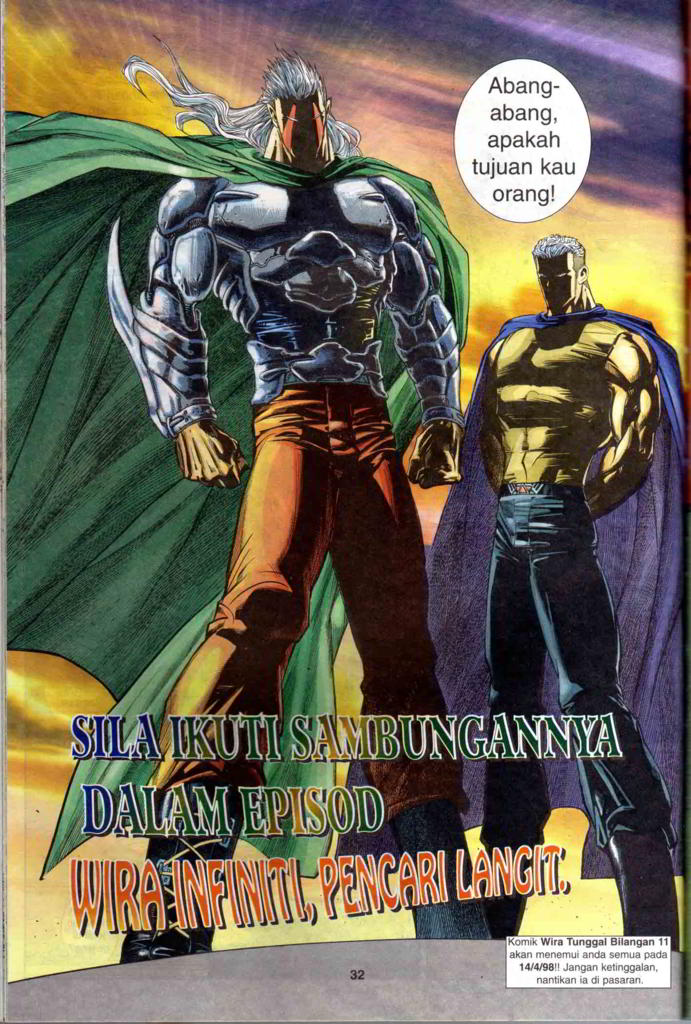 Abang-
abang,
apakah
tujuan kau
orang!
SILA IKUTI SAMBUNGANNYA
DALAM EPISOD
WIRA INFINITI, PENCARI LANGIT.
Komik Wira Tunggal Bilangan 11
akan menemui anda semua pada
14/4/98!! Jangan ketinggalan,
nantikan ia di pasaran.
32